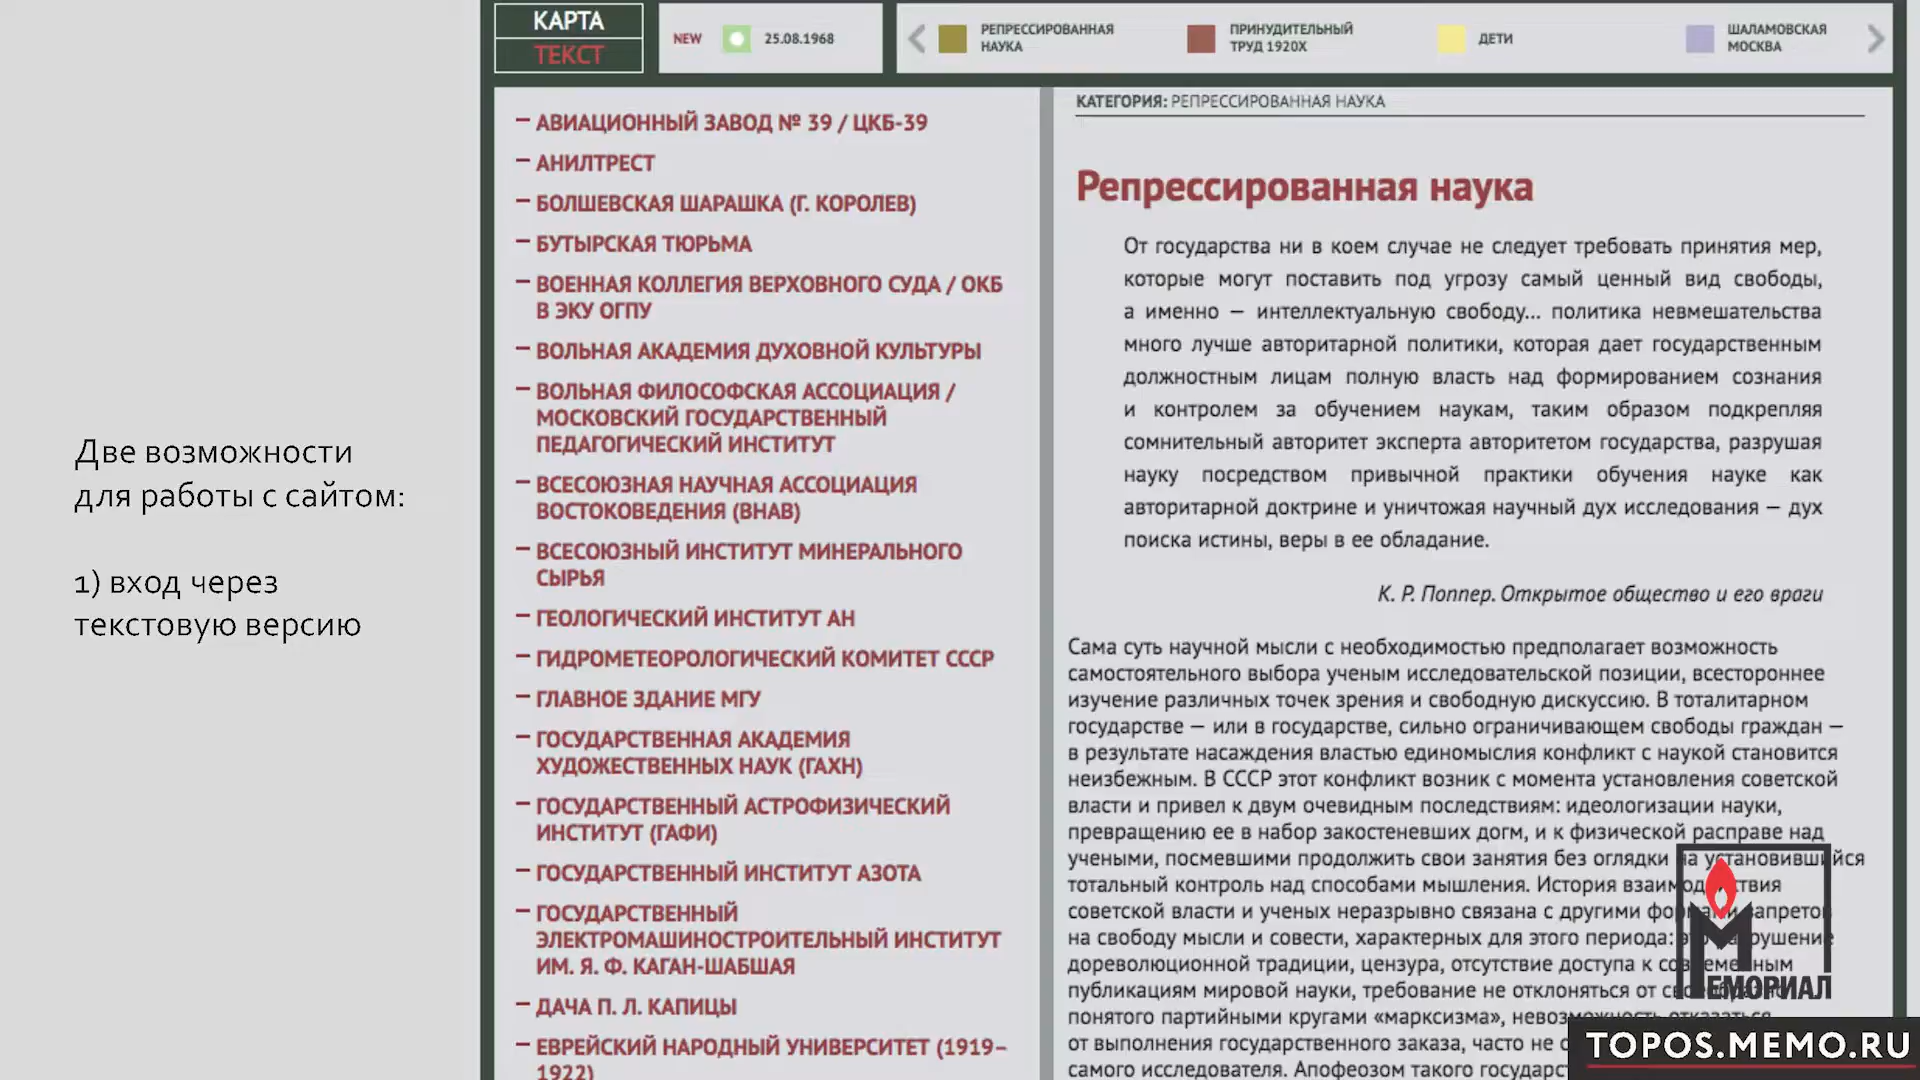 КАРТА
ТЕКСТ
NEW
25.08.1968
РЕПРЕССИРОВАННАЯ
НАУКА
ПРИНУДИТЕЛЬНЫЙ
ТРУД 1920Х
ДЕТИ
ШАЛАМОВСКАЯ
МОСКВА
Две возможности
для работы с сайтом:
1) вход через
текстовую версию
– АВИАЦИОННЫЙ ЗАВОД № 39 / ЦКБ-39
– АНИЛТРЕСТ
– БОЛШЕВСКАЯ ШАРАШКА (Г. КОРОЛЕВ)
– БУТЫРСКАЯ ТЮРЬМА
– ВОЕННАЯ КОЛЛЕГИЯ ВЕРХОВНОГО СУДА / ОКБ
В ЭКУ ОГПУ
– ВОЛЬНАЯ АКАДЕМИЯ ДУХОВНОЙ КУЛЬТУРЫ
– ВОЛЬНАЯ ФИЛОСОФСКАЯ АССОЦИАЦИЯ /
МОСКОВСКИЙ ГОСУДАРСТВЕННЫЙ
ПЕДАГОГИЧЕСКИЙ ИНСТИТУТ
– ВСЕСОЮЗНАЯ НАУЧНАЯ АССОЦИАЦИЯ
ВОСТОКОВЕДЕНИЯ (ВНАВ)
– ВСЕСОЮЗНЫЙ ИНСТИТУТ МИНЕРАЛЬНОГО
СЫРЬЯ
– ГЕОЛОГИЧЕСКИЙ ИНСТИТУТ АН
– ГИДРОМЕТЕОРОЛОГИЧЕСКИЙ КОМИТЕТ СССР
– ГЛАВНОЕ ЗДАНИЕ МГУ
– ГОСУДАРСТВЕННАЯ АКАДЕМИЯ
ХУДОЖЕСТВЕННЫХ НАУК (ГАХН)
– ГОСУДАРСТВЕННЫЙ АСТРОФИЗИЧЕСКИЙ
ИНСТИТУТ (ГАФИ)
– ГОСУДАРСТВЕННЫЙ ИНСТИТУТ АЗОТА
– ГОСУДАРСТВЕННЫЙ
ЭЛЕКТРОМАШИНОСТРОИТЕЛЬНЫЙ ИНСТИТУТ
ИМ. Я. Ф. КАГАН-ШАБШАЯ
– ДАЧА П. Л. КАПИЦЫ
– ЕВРЕЙСКИЙ НАРОДНЫЙ УНИВЕРСИТЕТ (1919–
1922)
КАТЕГОРИЯ: РЕПРЕССИРОВАННАЯ НАУКА
Репрессированная наука
От государства ни в коем случае не следует требовать принятия мер,
которые могут поставить под угрозу самый ценный вид свободы,
а именно — интеллектуальную свободу... политика невмешательства
много лучше авторитарной политики, которая дает государственным
должностным лицам полную власть над формированием сознания
и контролем за обучением наукам, таким образом подкрепляя
сомнительный авторитет эксперта авторитетом государства, разрушая
науку посредством привычной практики обучения науке как
авторитарной доктрине и уничтожая научный дух исследования — дух
поиска истины, веры в ее обладание.
К. Р. Поппер. Открытое общество и его враги
Сама суть научной мысли с необходимостью предполагает возможность
самостоятельного выбора ученым исследовательской позиции, всестороннее
изучение различных точек зрения и свободную дискуссию. В тоталитарном
государстве — или в государстве, сильно ограничивающем свободы граждан —
в результате насаждения властью единомыслия конфликт с наукой становится
неизбежным. В СССР этот конфликт возник с момента установления советской
власти и привел к двум очевидным последствиям: идеологизации науки,
превращению ее в набор закостеневших догм, и к физической расправе над
учеными, посмевшими продолжить свои занятия без оглядки на установившийся
тотальный контроль над способами мышления. История взаимодействия
советской власти и ученых неразрывно связана с другими формами запретов
на свободу мысли и совести, характерных для этого периода: это нарушение
дореволюционной традиции, цензура, отсутствие доступа к современным
публикациям мировой науки, требование не отклоняться от своеобразно
понятого партийными кругами «марксизма», невозможность отказаться
от выполнения государственного заказа, часто не
самого исследователя. Апофеозом такого
МЕМОРИАЛ
TOPOS.MEMO.RU